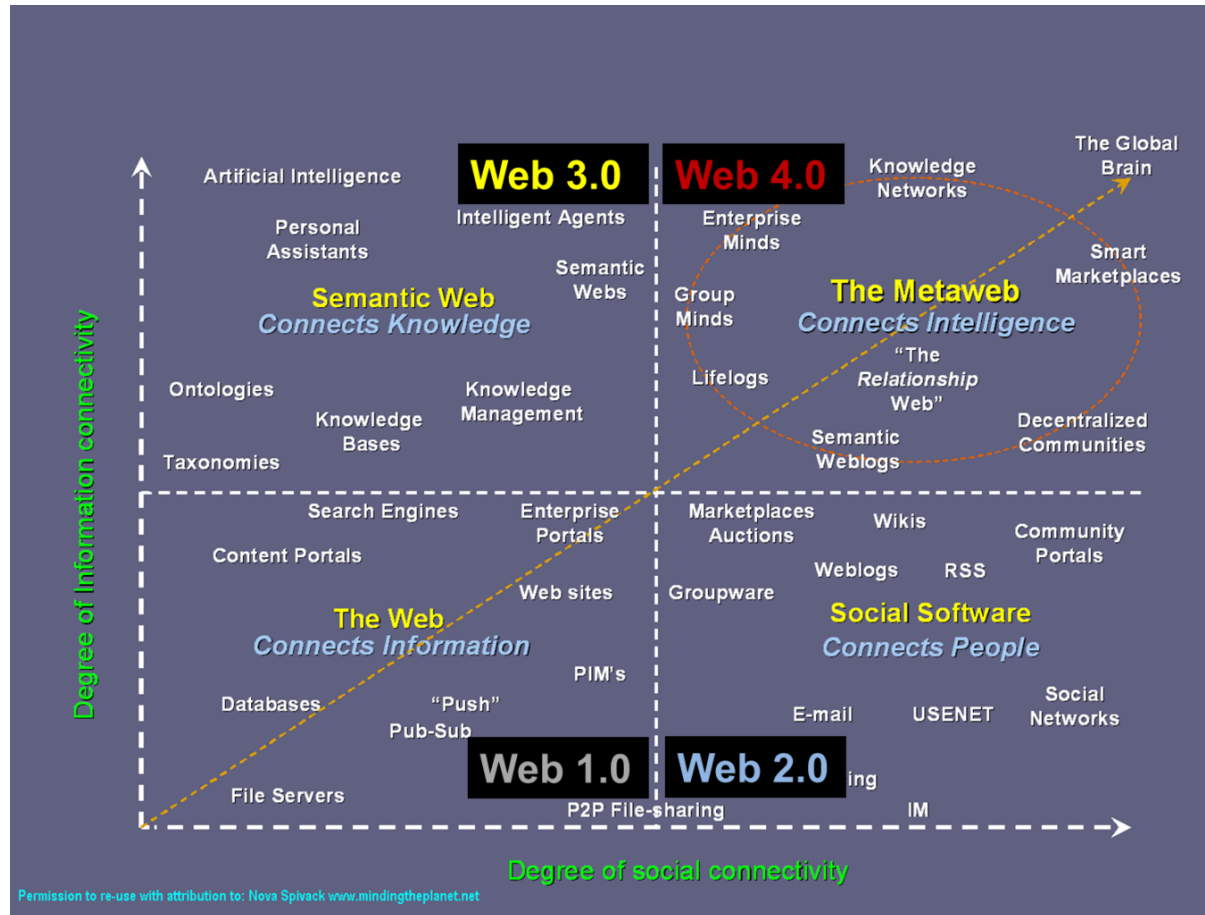 The Global
Brain
Web 3.0
Web 4.0
Artificial Intelligence
Knowledge
Networks
Intelligent Agents
Enterprise
Minds
Personal
Assistants
Semantic
Webs
Smart
Marketplaces
Semantic Web
Connects Knowledge
Group
Minds
The Metaweb
Connects Intelligence
"The
Relationship
Web"
Lifelogs
Ontologies
Knowledge
Management
Knowledge
Bases
Decentralized
Communities
Semantic
Weblogs
Taxonomies
Degree of Information connectivity
Search Engines
Enterprise
Portals
Marketplaces
Auctions
Wikis
Community
Portals
Content Portals
Weblogs
RSS
Web sites
Groupware
The Web
Connects Information
Social Software
Connects People
PIM's
Databases
"Push"
Pub-Sub
E-mail
USENET
Social
Networks
Web 1.0
Web 2.0
File Servers
P2P File-sharing
IM
Degree of social connectivity
Permission to re-use with attribution to: Nova Spivack www.mindingtheplanet.net